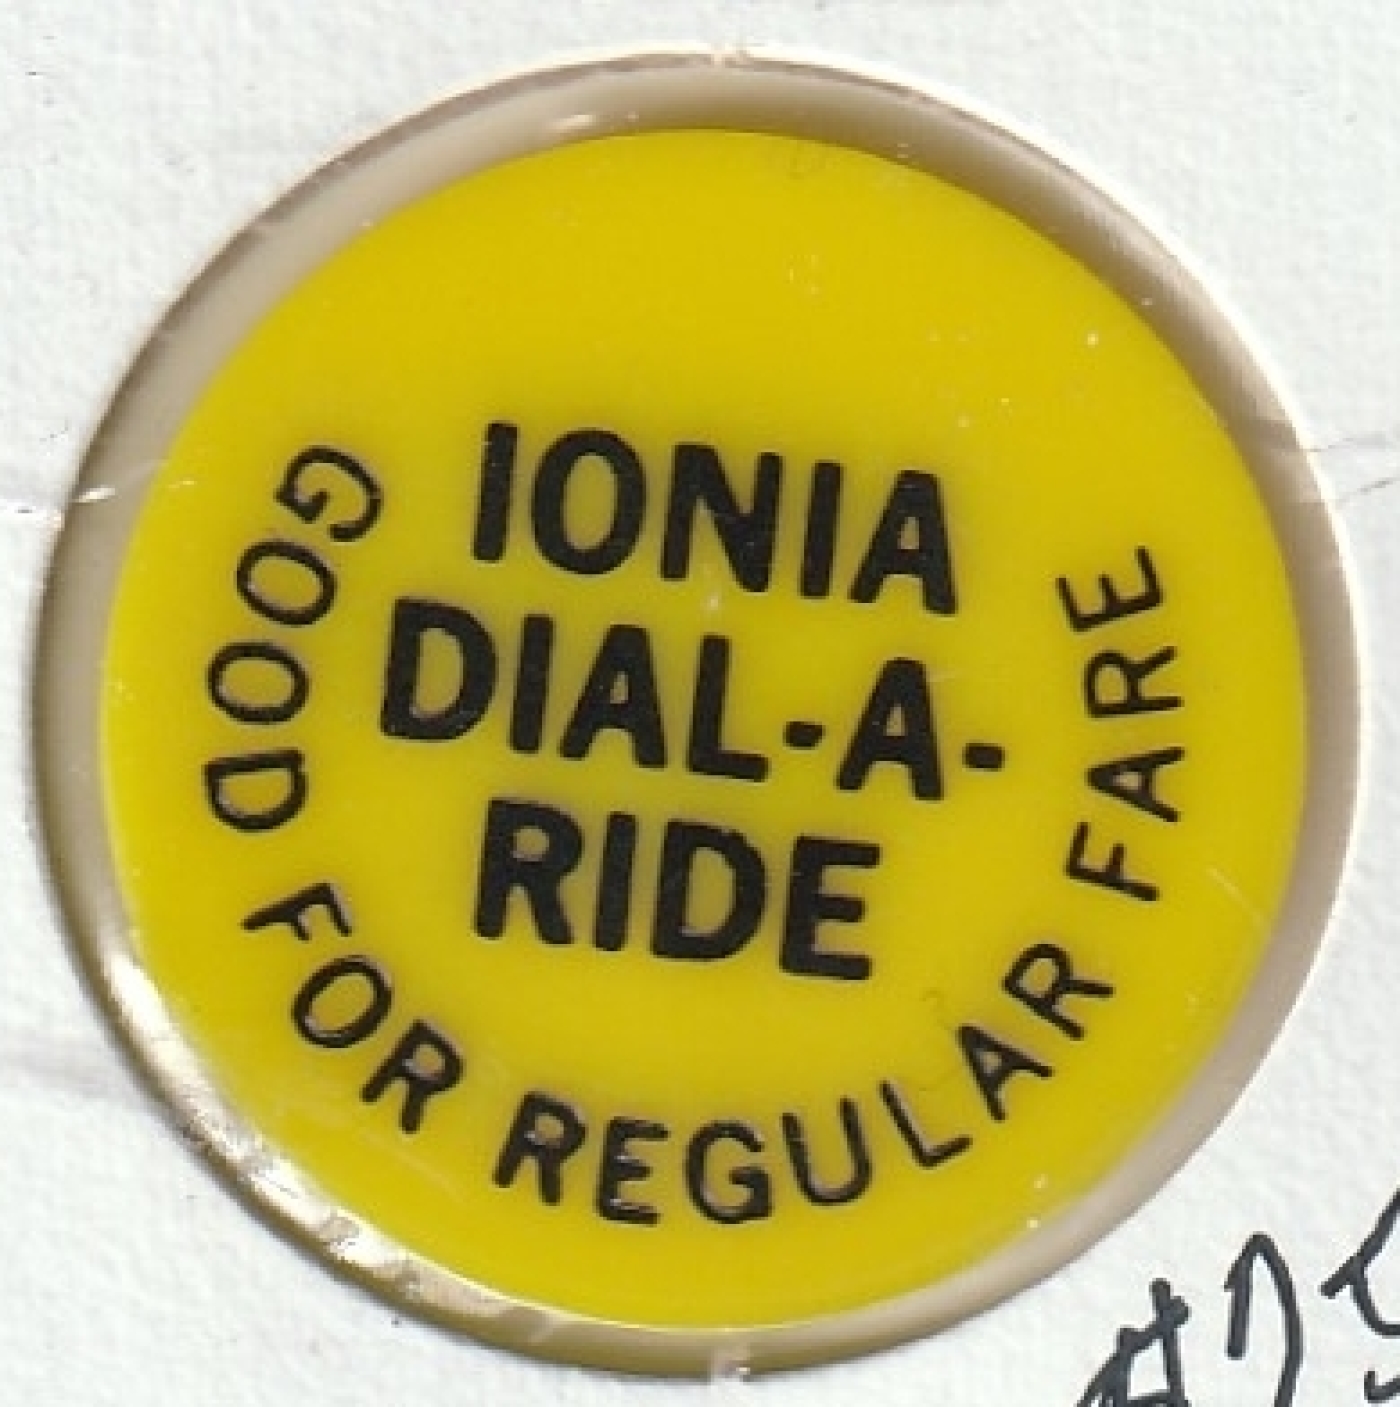 IONIA
DIAL-A-
RIDE
GOOD FOR REGULAR FARE